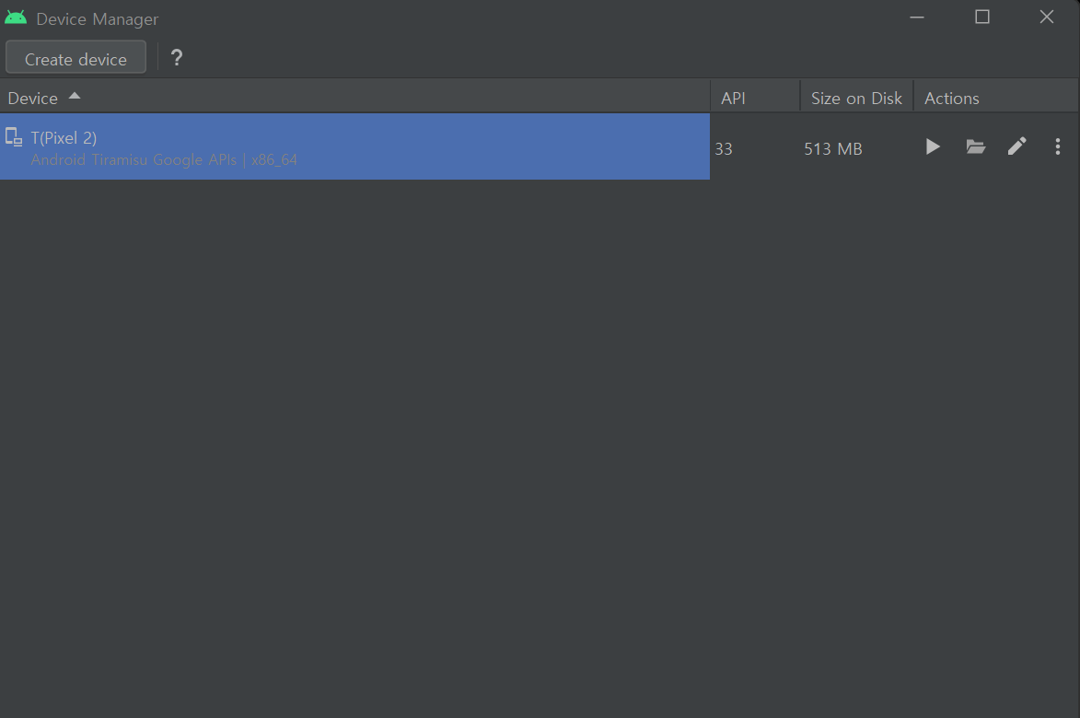 Device Manager
Create device ?
Device API Size on Disk Actions
T(Pixel 2)
Android Tiramisu Google APIs | x86_64
33 513 MB